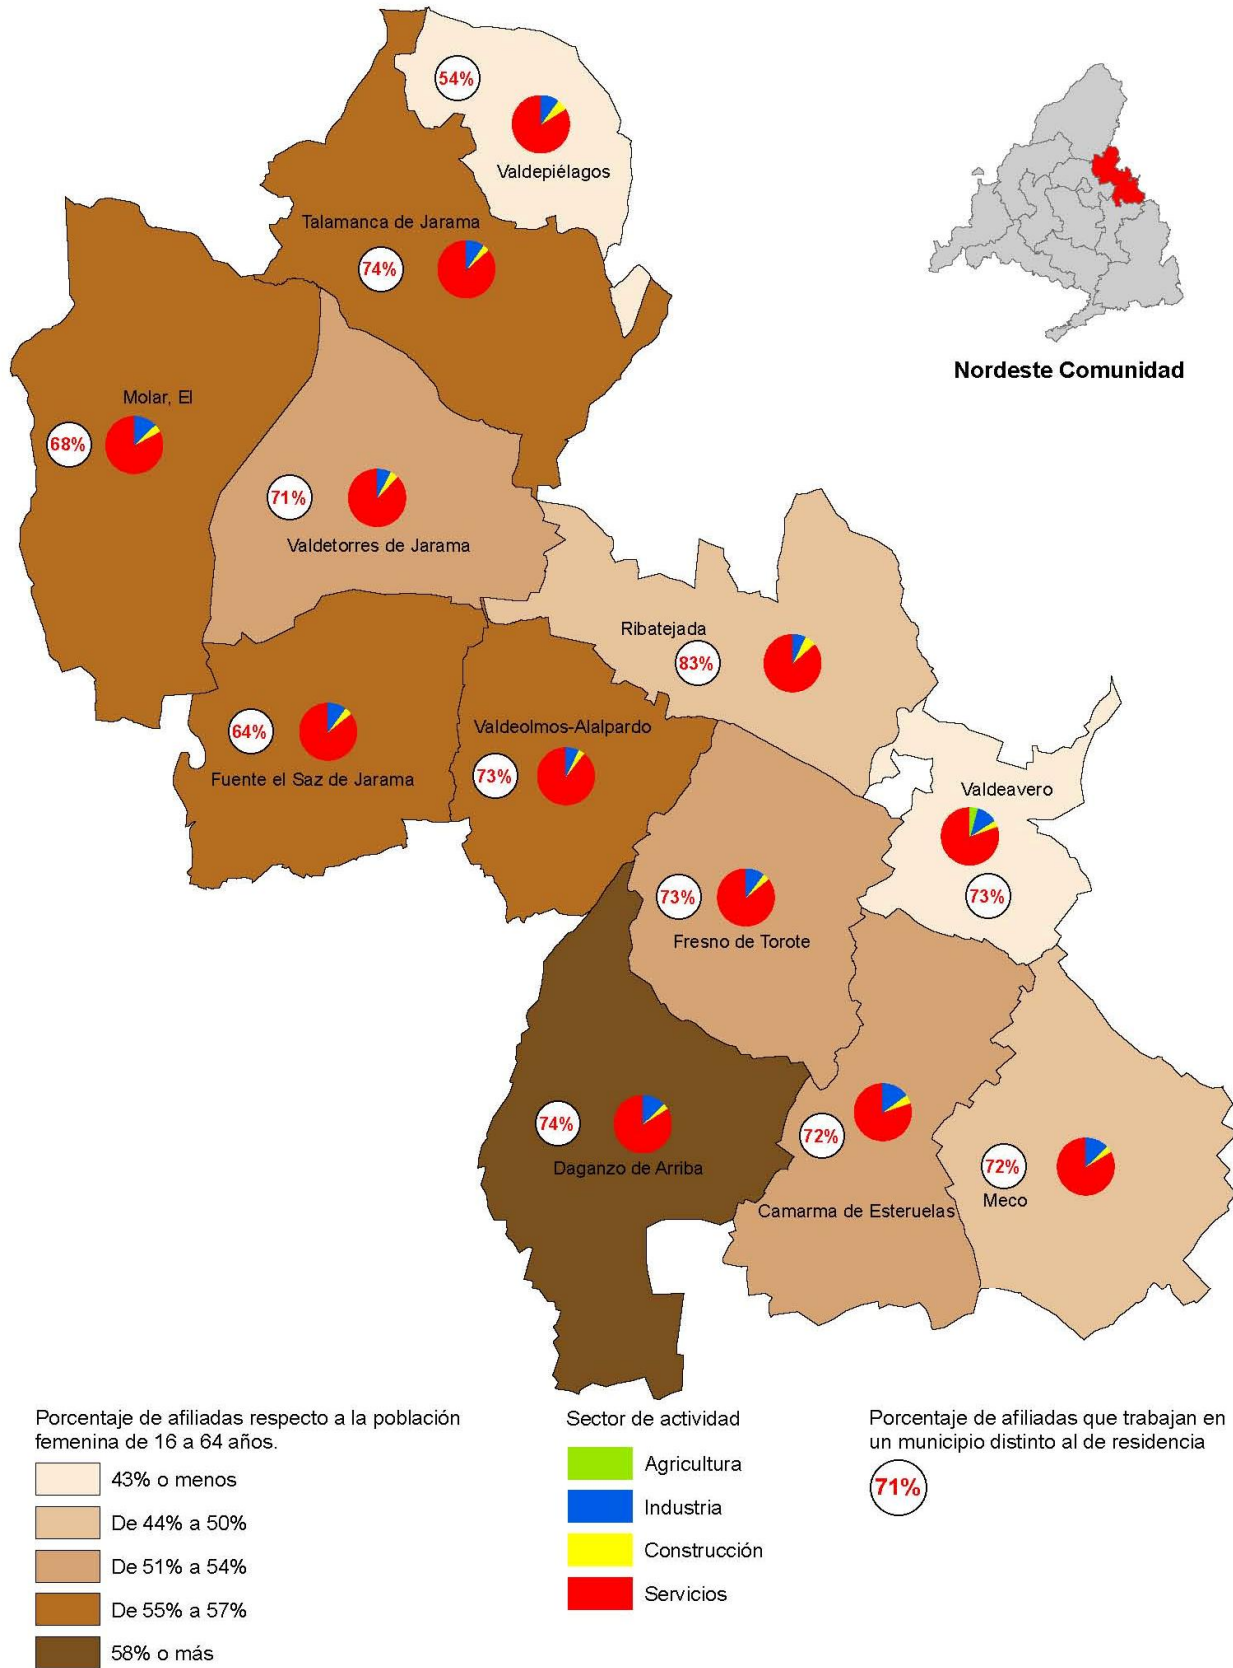 54%
Valdepiélagos
Talamanca de Jarama
74%
Nordeste Comunidad
Molar, El
68%
71%
Valdetorres de Jarama
Ribatejada
83%
64%
Fuente el Saz de Jarama
Valdeolmos-Alalpardo
73%
Valdeavero
73%
73%
Fresno de Torote
74%
Daganzo de Arriba
72%
Camarma de Esteruelas
72%
Meco
Porcentaje de afiliadas respecto a la población
femenina de 16 a 64 años.
43% o menos
De 44% a 50%
De 51% a 54%
De 55% a 57%
58% o más
Sector de actividad
Agricultura
Industria
Construcción
Servicios
Porcentaje de afiliadas que trabajan en
un municipio distinto al de residencia
71%